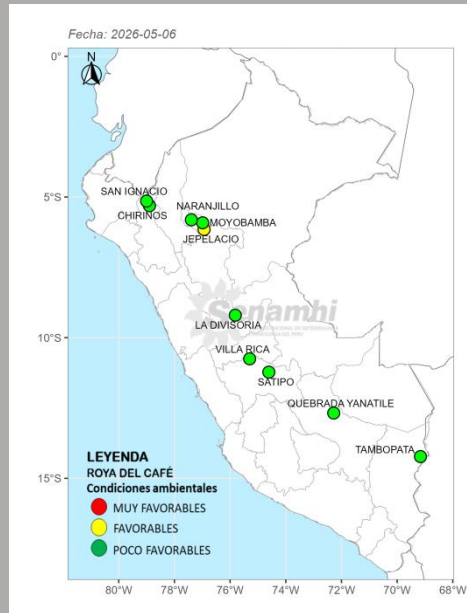 Fecha: 2026-05-06
N
0°
SAN IGNACIO
NARANJILLO
5°S
CHIRINOS
MOYOBAMBA
JEPELACIO
Senamhi
10°S
LA DIVISORIA
VILLA RICA
SATIPO
QUEBRADA YANATILE
TAMBOPATA
LEYENDA
ROYA DEL CAFÉ
15°S
Condiciones ambientales
MUY FAVORABLES
FAVORABLES
POCO FAVORABLES
80°W 78°W 76°W 74°W 72°W 70°W 68°W